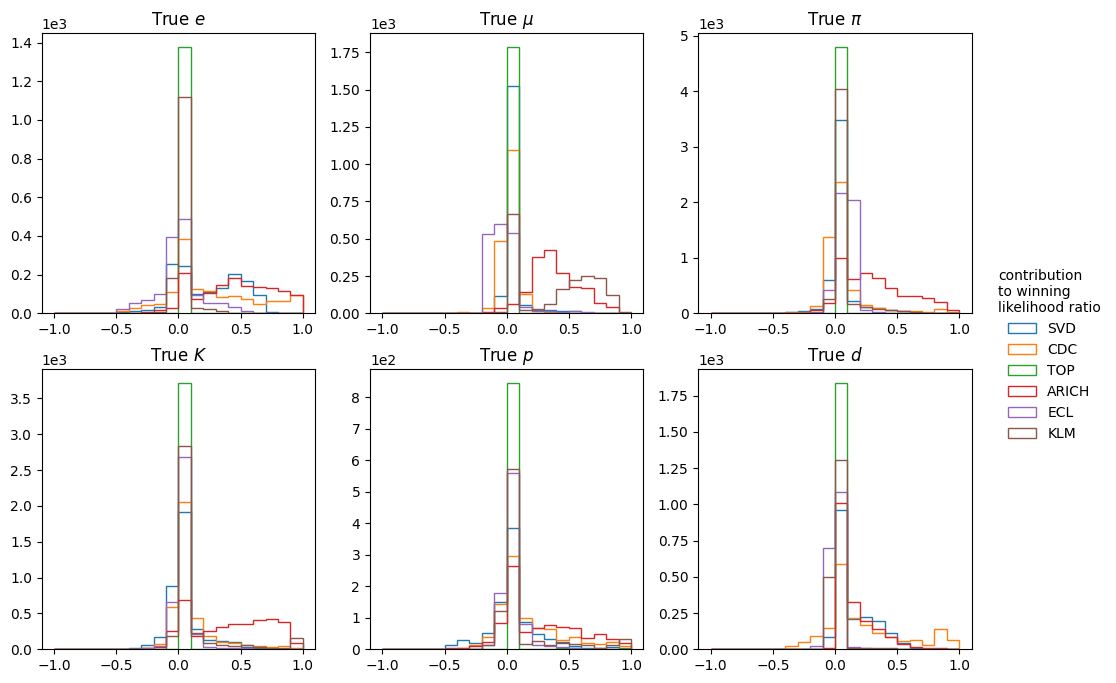 True e
1e3
1.4
1.2
1.0
0.8
0.6
0.4
0.2
0.0
−1.0 −0.5 0.0 0.5 1.0
True μ
1e3
1.75
1.50
1.25
1.00
0.75
0.50
0.25
0.00
−1.0 −0.5 0.0 0.5 1.0
True π
1e3
5
4
3
2
1
0
−1.0 −0.5 0.0 0.5 1.0
True K
1e3
3.5
3.0
2.5
2.0
1.5
1.0
0.5
0.0
−1.0 −0.5 0.0 0.5 1.0
True p
1e2
8
7
6
5
4
3
2
1
0
−1.0 −0.5 0.0 0.5 1.0
True d
1e3
1.75
1.50
1.25
1.00
0.75
0.50
0.25
0.00
−1.0 −0.5 0.0 0.5 1.0
contribution
to winning
likelihood ratio
SVD
CDC
TOP
ARICH
ECL
KLM